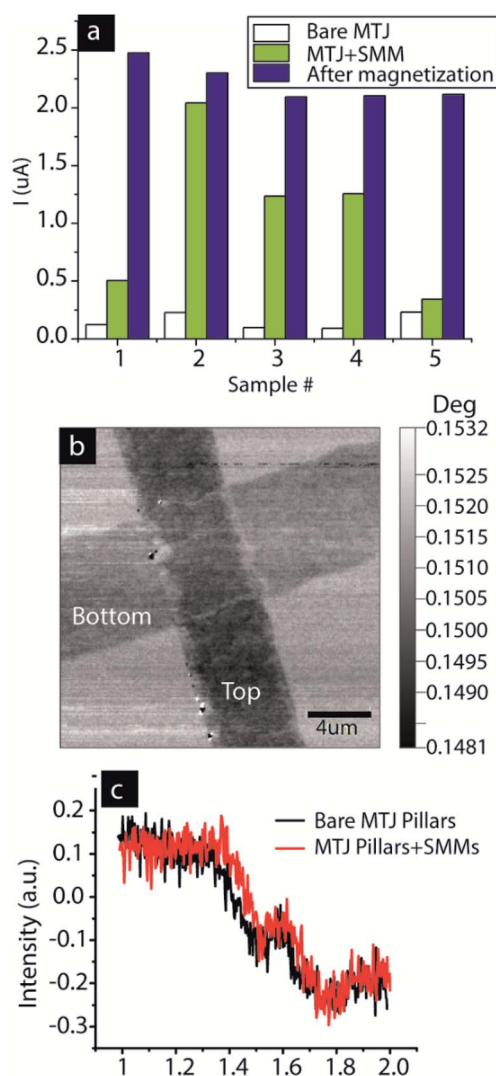 a
Bare MTJ
MTJ+SMM
After magnetization
2.5
2.0
1.5
1.0
0.5
0.0
I (uA)
1 2 3 4 5
Sample #
b
Deg
0.1532
0.1525
0.1520
0.1510
0.1505
0.1500
0.1495
0.1490
0.1481
Bottom
Top
4um
c
Bare MTJ Pillars
MTJ Pillars+SMMs
0.2
0.1
0.0
-0.1
-0.2
-0.3
Intensity (a.u.)
1 1.2 1.4 1.6 1.8 2.0